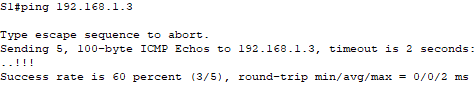 S1#ping 192.168.1.3
Type escape sequence to abort.
Sending 5, 100-byte ICMP Echos to 192.168.1.3, timeout is 2 seconds:
..!!!
Success rate is 60 percent (3/5), round-trip min/avg/max = 0/0/2 ms